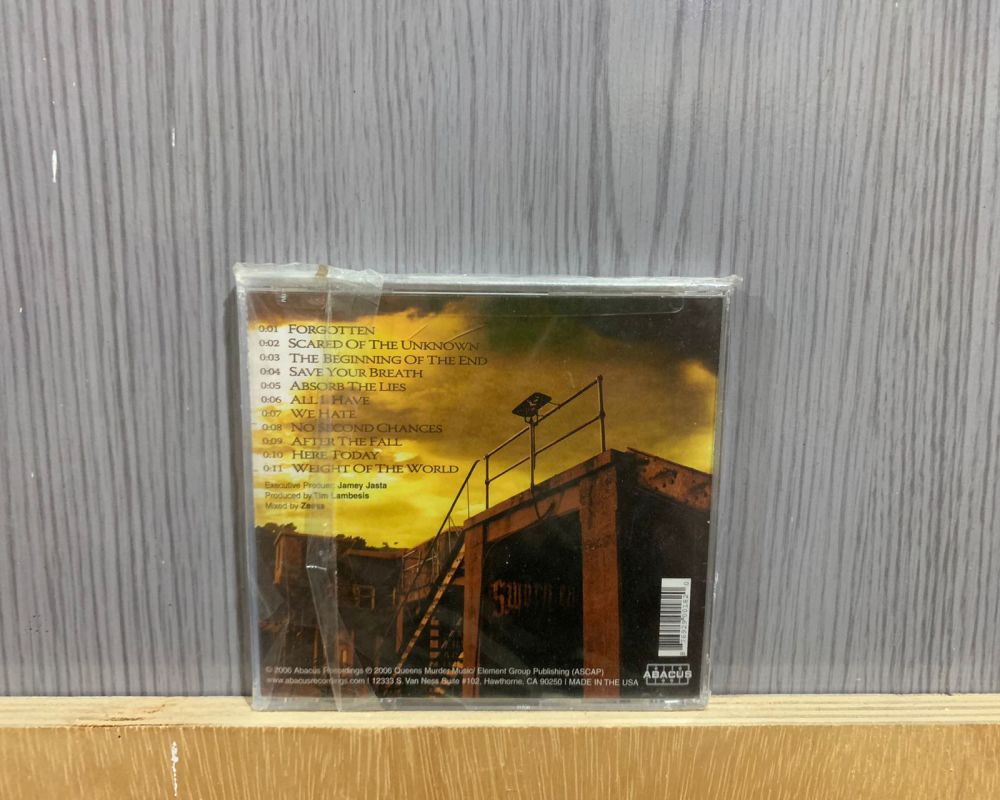 0:01 FORGOTTEN
0:02 SCARED OF THE UNKNOWN
0:03 THE BEGINNING OF THE END
0:04 SAVE YOUR BREATH
0:05 ABSORB THE LIES
0:06 ALL I HAVE
0:07 WE HATE
0:08 NO SECOND CHANCES
0:09 AFTER THE FALL
0:10 HERE TODAY
0:11 WEIGHT OF THE WORLD
Executive Jamey Jasta
Produced by Tim Lambesis
Mixed by
Sworn
© 2006 Abacus Recordings ℗ 2006 Queens Murder Music/ Element Group Publishing (ASCAP)
www.abacusrecordings.com | 12333 S. Van Ness Suite #102, Hawthorne, CA 90250 | MADE IN THE USA
ABACUS